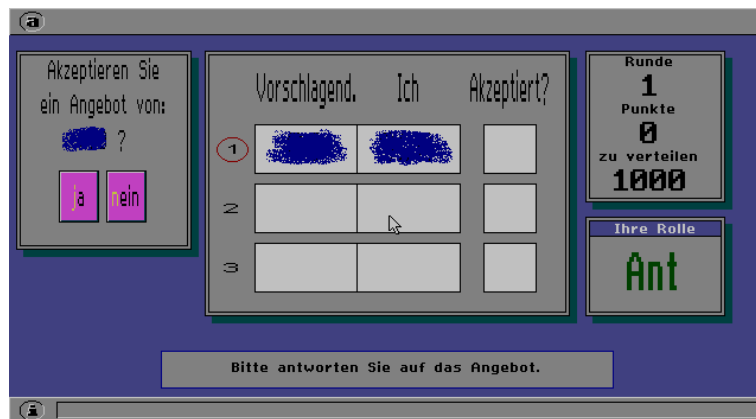 a
Akzeptieren Sie
ein Angebot von:
?
ja nein
Vorschlagend. Ich Akzeptiert?
1
2
3
Runde
1
Punkte
0
zu verteilen
1000
Ihre Rolle
Ant
Bitte antworten Sie auf das Angebot.
i